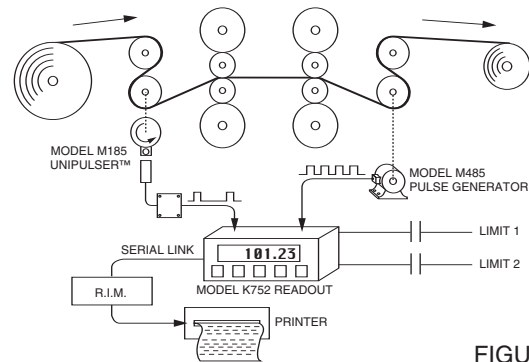 MODEL M185
UNIPULSER™
MODEL M485
PULSE GENERATOR
SERIAL LINK
101.23
LIMIT 1
LIMIT 2
R.I.M.
MODEL K752 READOUT
PRINTER
FIGU